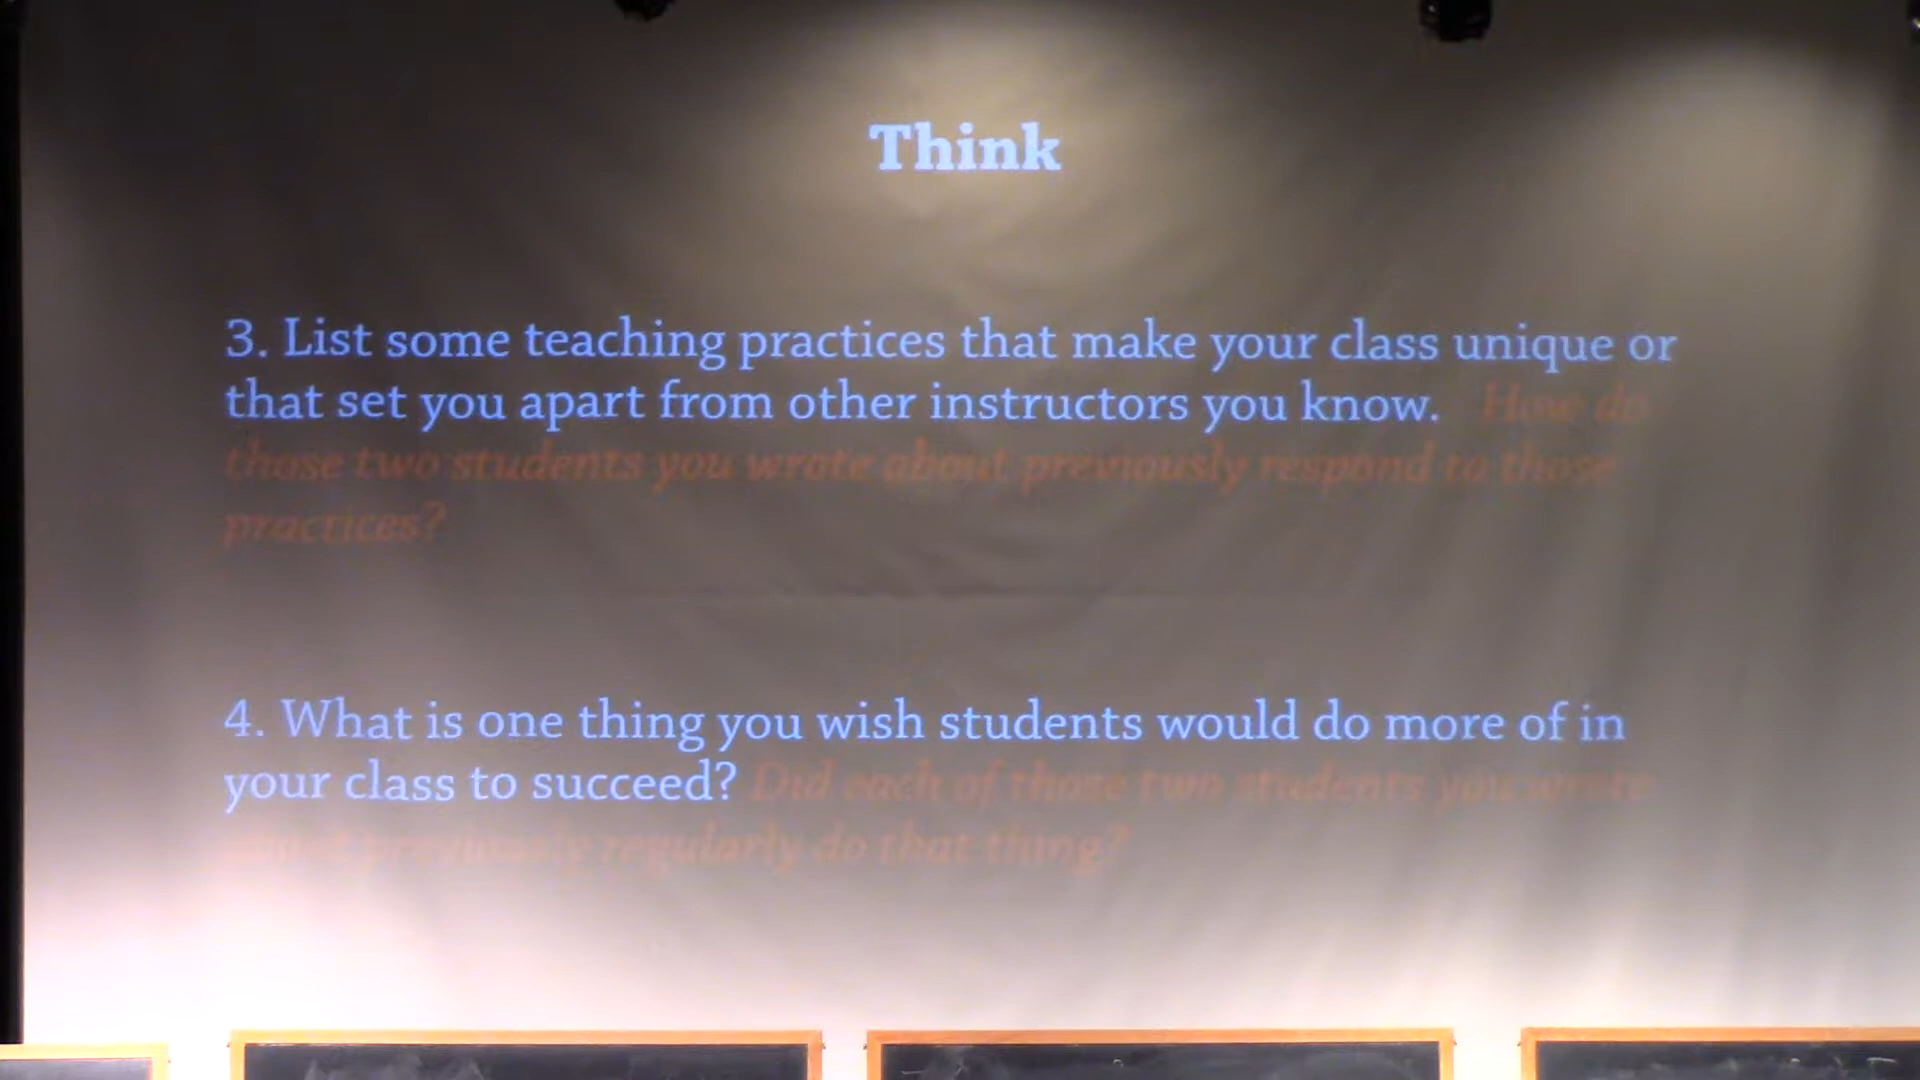 Think
3. List some teaching practices that make your class unique or
that set you apart from other instructors you know. How do
those two students you wrote about previously respond to those
practices?
4. What is one thing you wish students would do more of in
your class to succeed? Did each of those two students you wrote
about previously regularly do that thing?